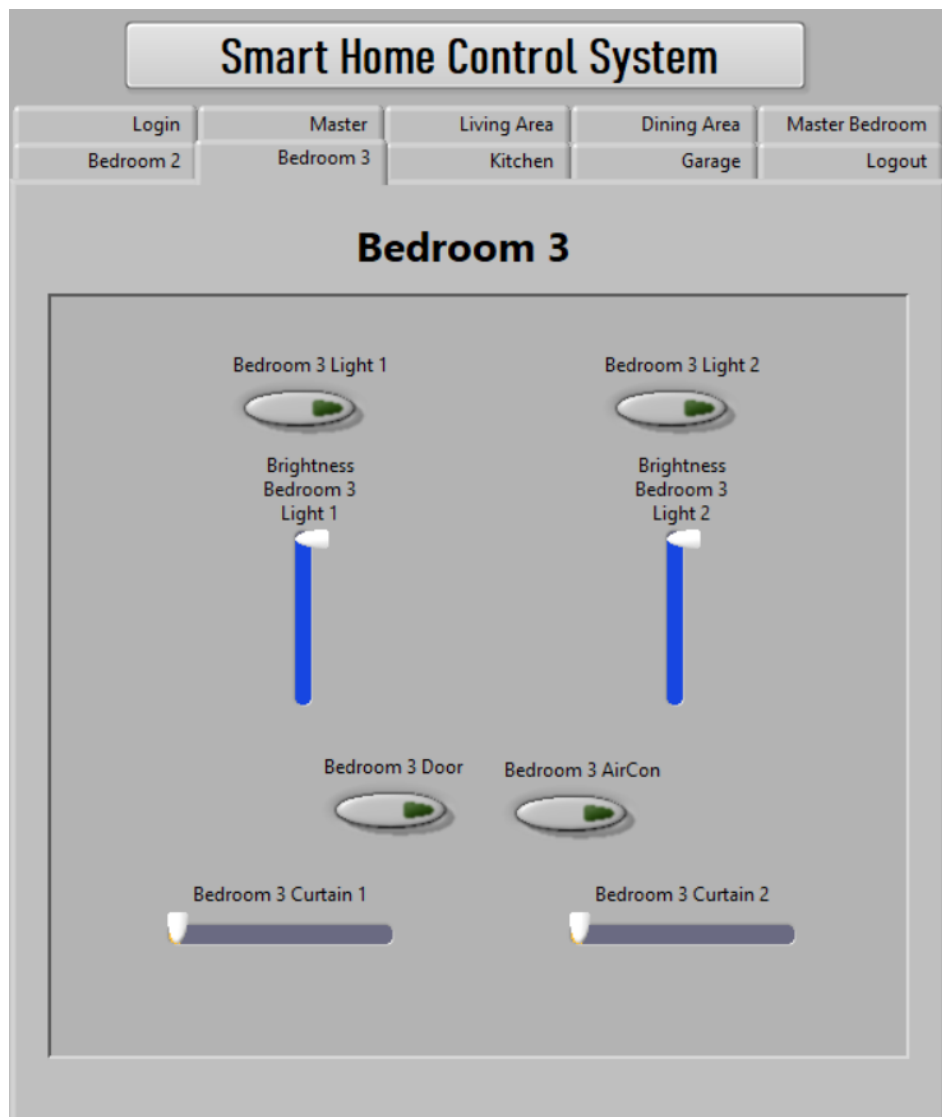 Smart Home Control System
Login
Master
Living Area
Dining Area
Master Bedroom
Bedroom 2
Bedroom 3
Kitchen
Garage
Logout
Bedroom 3
Bedroom 3 Light 1
Bedroom 3 Light 2
Brightness
Bedroom 3
Light 1
Brightness
Bedroom 3
Light 2
Bedroom 3 Door
Bedroom 3 AirCon
Bedroom 3 Curtain 1
Bedroom 3 Curtain 2